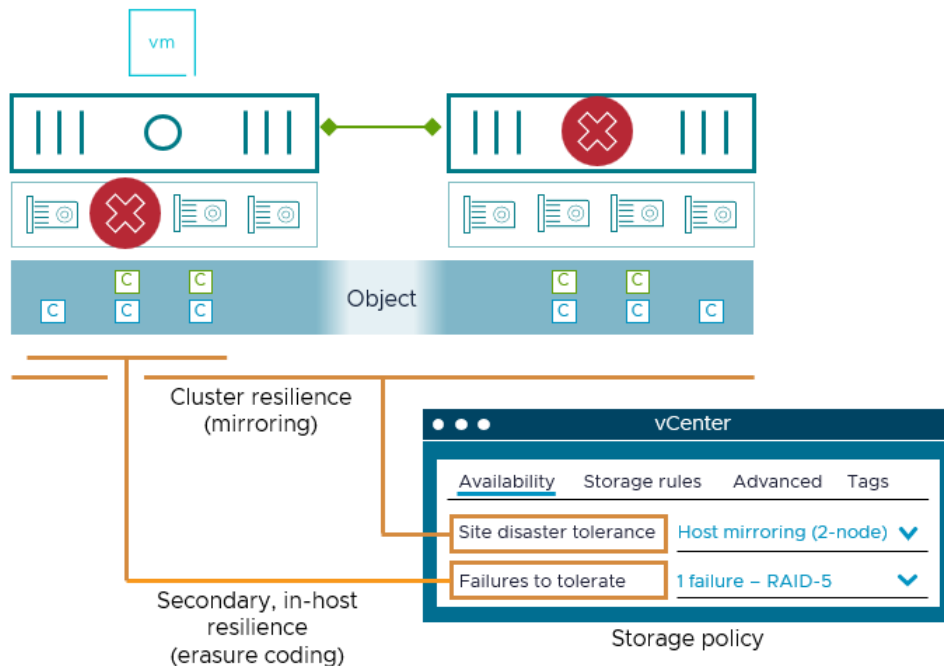 vm
C C C C
Object
C C C C C C
Cluster resilience
(mirroring)
vCenter
Availability Storage rules Advanced Tags
Site disaster tolerance Host mirroring (2-node)
Failures to tolerate 1 failure – RAID-5
Secondary, in-host
resilience
(erasure coding)
Storage policy